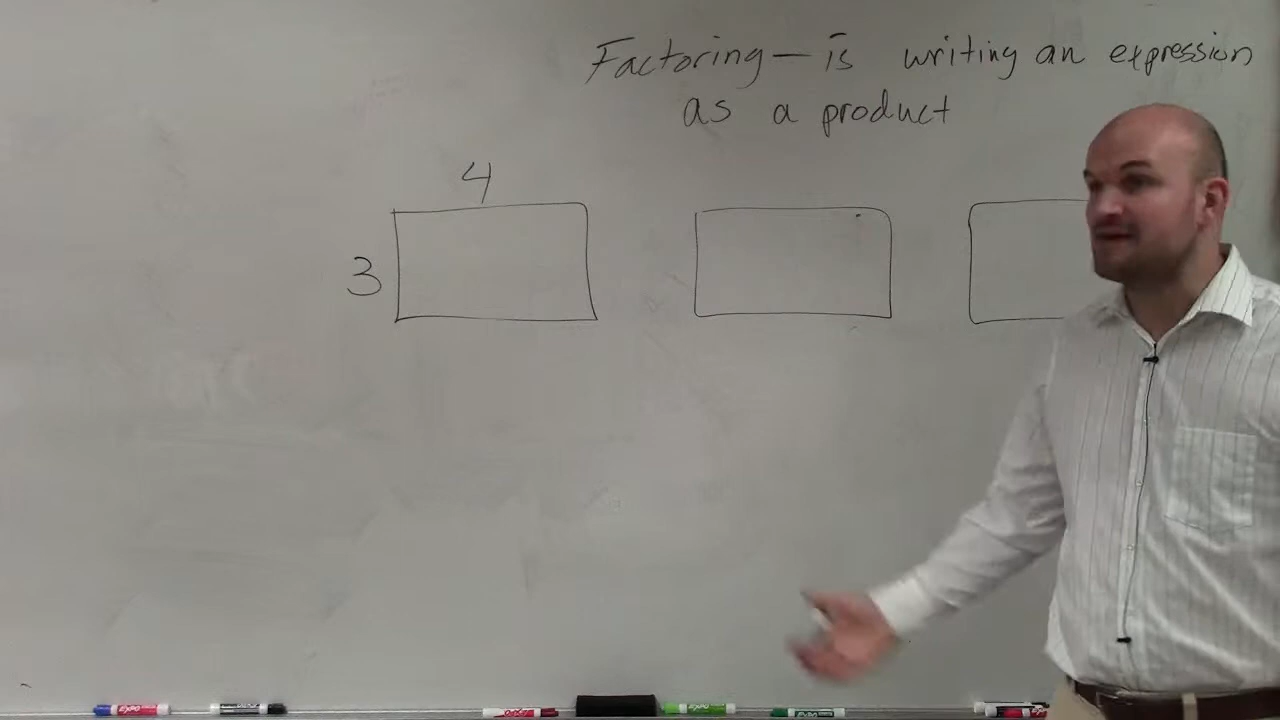 Factoring — is writing an expression
as a product
4
3